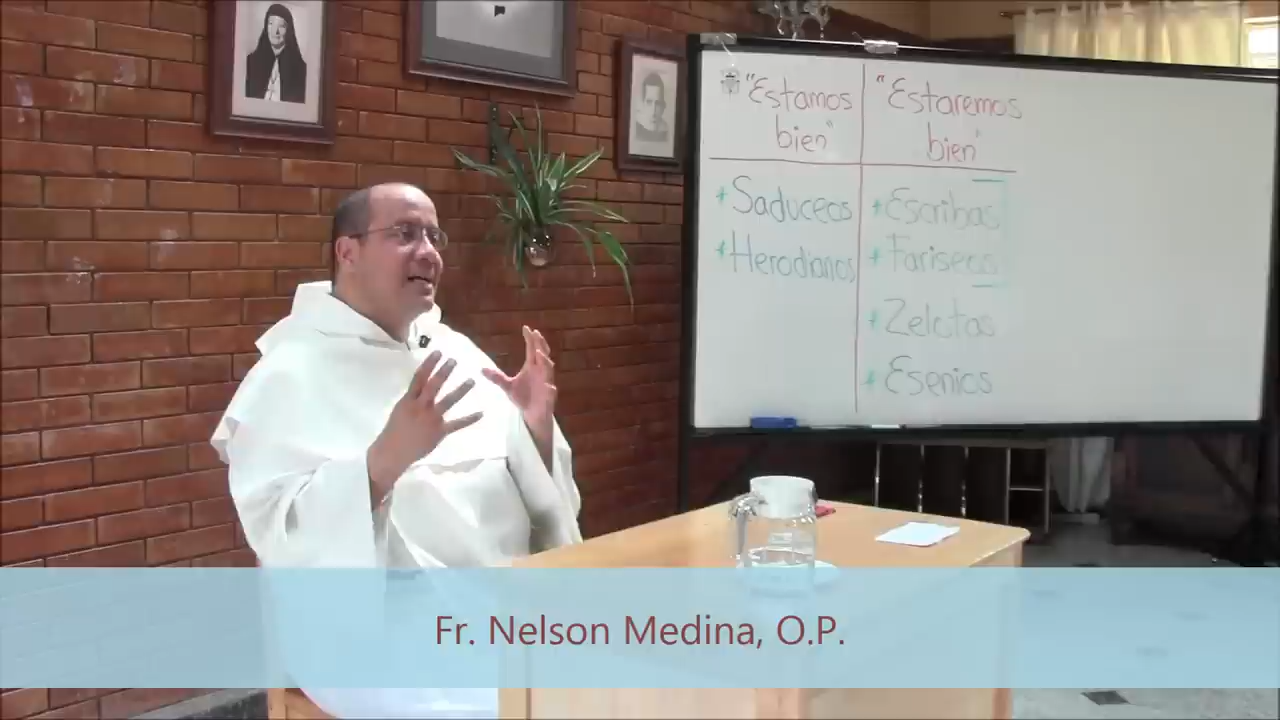 "Estamos
bien"
"Estaremos
bien"
+Saduceos
+Herodianos
+Escribas
+Fariseos
+Zelotas
+Esenios
Fr. Nelson Medina, O.P.